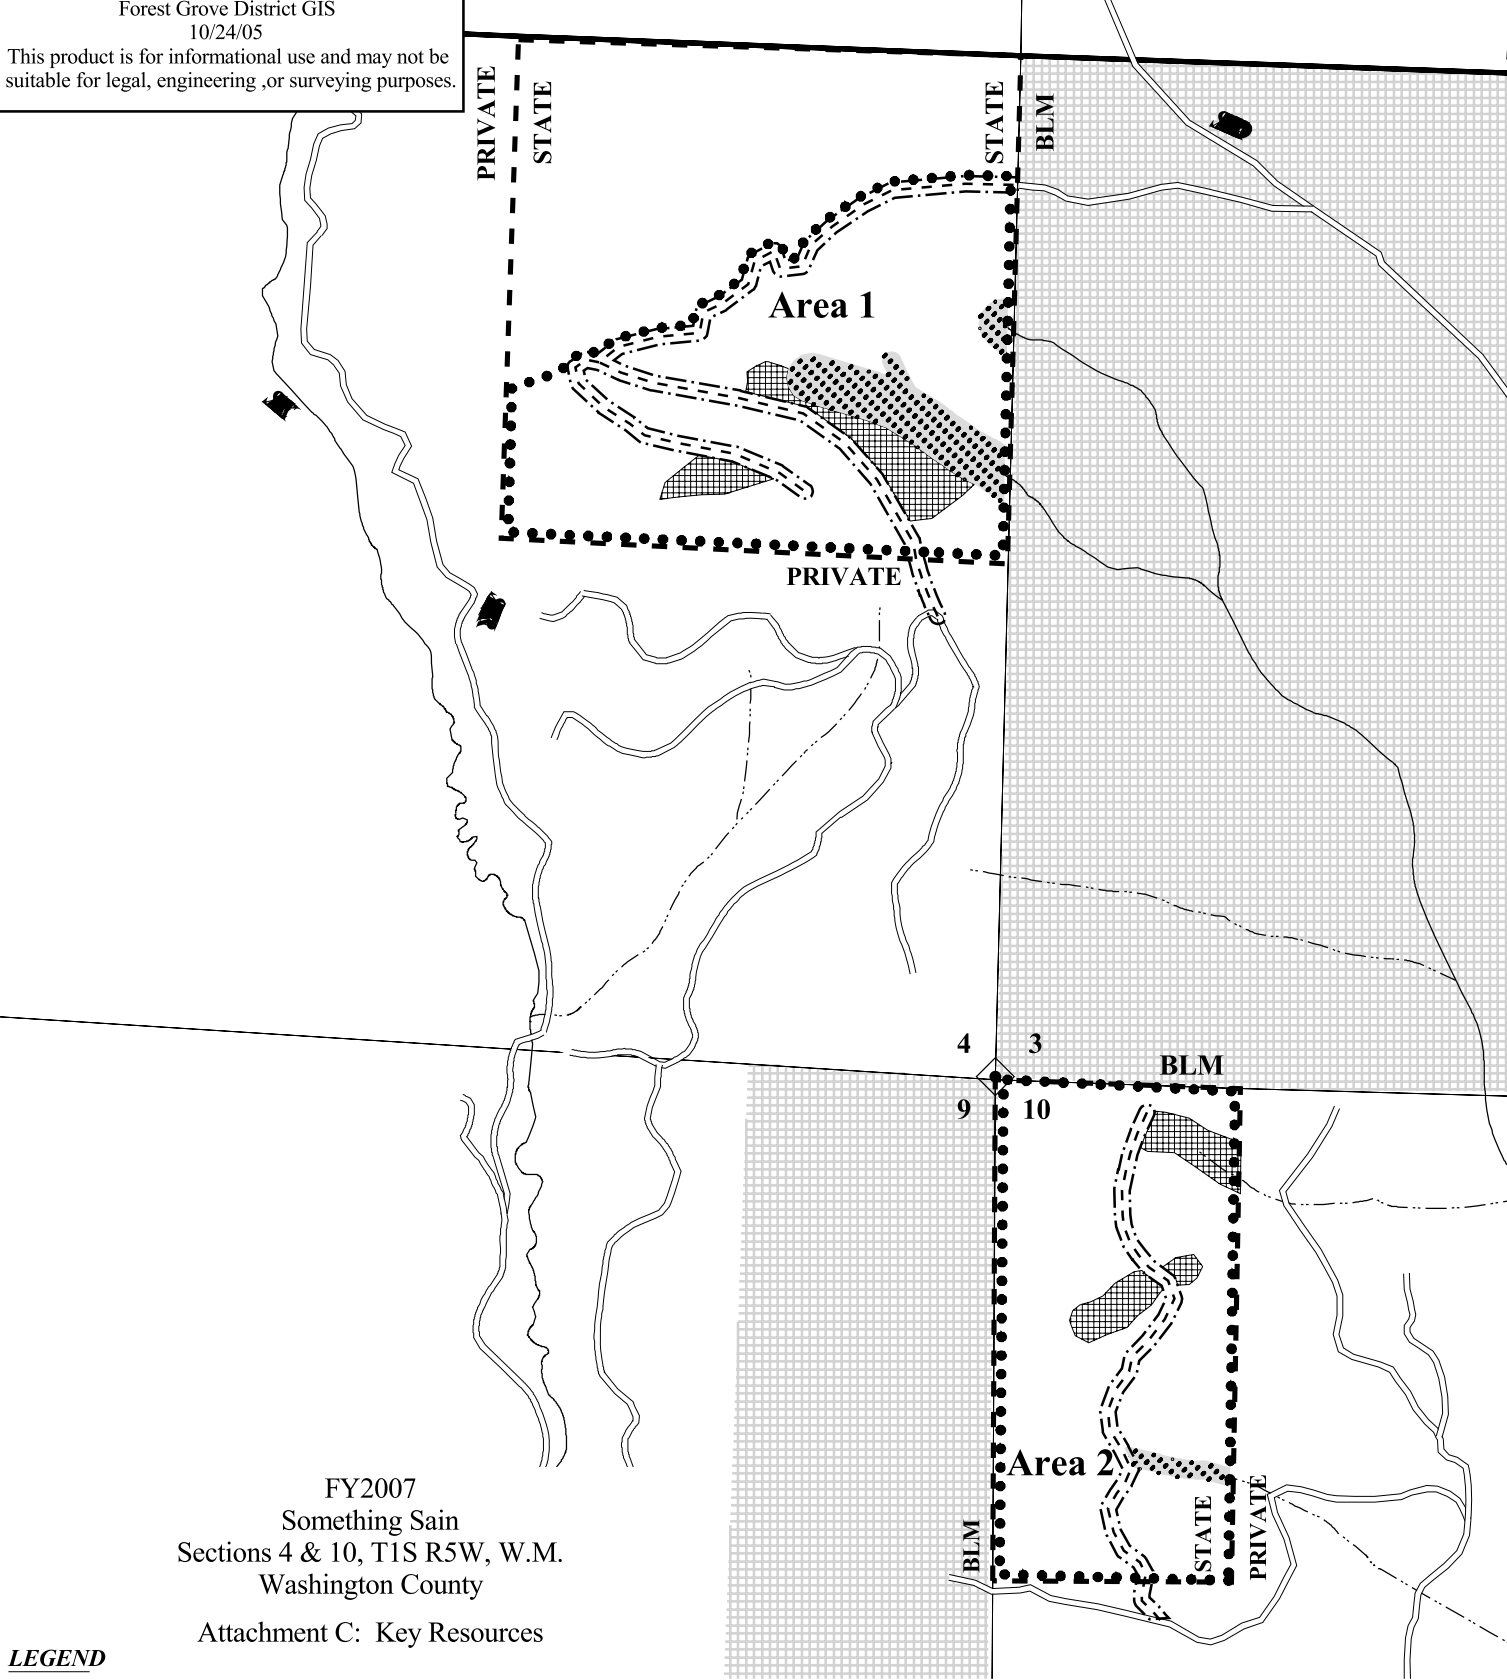 Forest Grove District GIS
10/24/05
This product is for informational use and may not be
suitable for legal, engineering ,or surveying purposes.
PRIVATE
STATE
STATE
BLM
Area 1
PRIVATE
4
3
BLM
9
10
Area 2
BLM
STATE
PRIVATE
FY2007
Something Sain
Sections 4 & 10, T1S R5W, W.M.
Washington County
Attachment C:  Key Resources
LEGEND